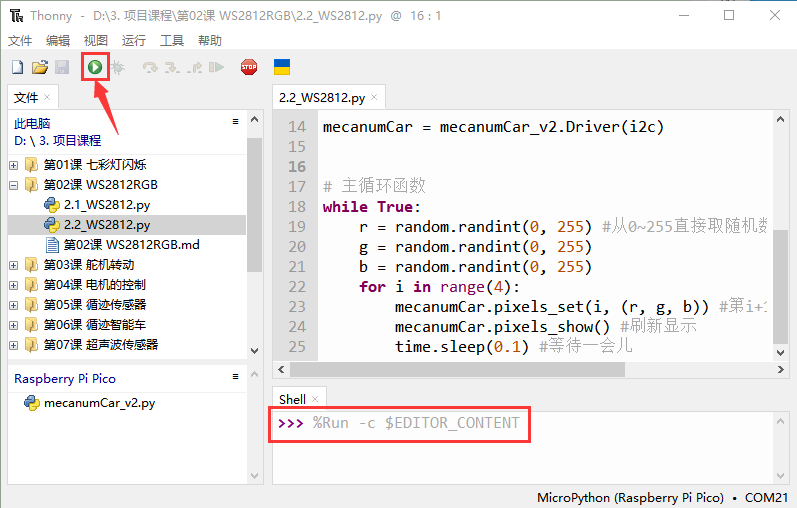 Thonny - D:\3. 项目课程\第02课 WS2812RGB\2.2_WS2812.py @ 16 : 1
文件 编辑 视图 运行 工具 帮助
STOP
文件 ×
此电脑
D: \ 3. 项目课程
第01课 七彩灯闪烁
第02课 WS2812RGB
2.1_WS2812.py
2.2_WS2812.py
第02课 WS2812RGB.md
第03课 舵机转动
第04课 电机的控制
第05课 循迹传感器
第06课 循迹智能车
第07课 超声波传感器
Raspberry Pi Pico
mecanumCar_v2.py
2.2_WS2812.py ×
14 mecanumCar = mecanumCar_v2.Driver(i2c)
15
16
17 # 主循环函数
18 while True:
19 r = random.randint(0, 255) #从0~255直接取随机数
20 g = random.randint(0, 255)
21 b = random.randint(0, 255)
22 for i in range(4):
23 mecanumCar.pixels_set(i, (r, g, b)) #第i+1
24 mecanumCar.pixels_show() #刷新显示
25 time.sleep(0.1) #等待一会儿
Shell ×
>>> %Run -c $EDITOR_CONTENT
MicroPython (Raspberry Pi Pico) • COM21